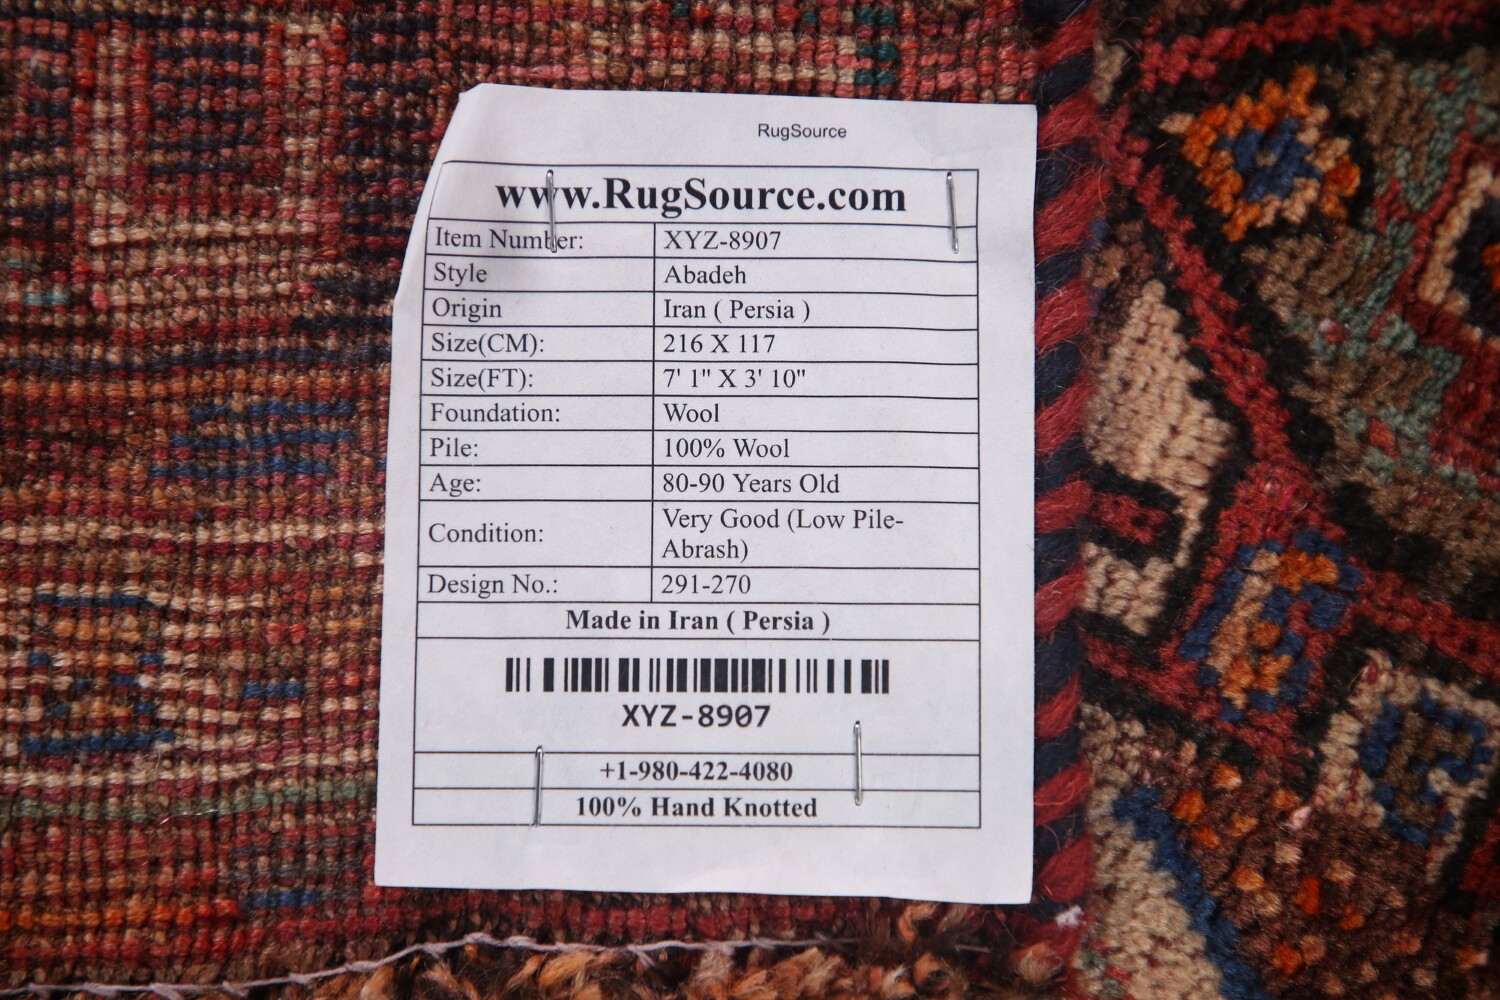 RugSource
www.RugSource.com
Item Number: XYZ-8907
Style Abadeh
Origin Iran ( Persia )
Size(CM): 216 X 117
Size(FT): 7' 1" X 3' 10"
Foundation: Wool
Pile: 100% Wool
Age: 80-90 Years Old
Condition: Very Good (Low Pile-
Abrash)
Design No.: 291-270
Made in Iran ( Persia )
XYZ-8907
+1-980-422-4080
100% Hand Knotted